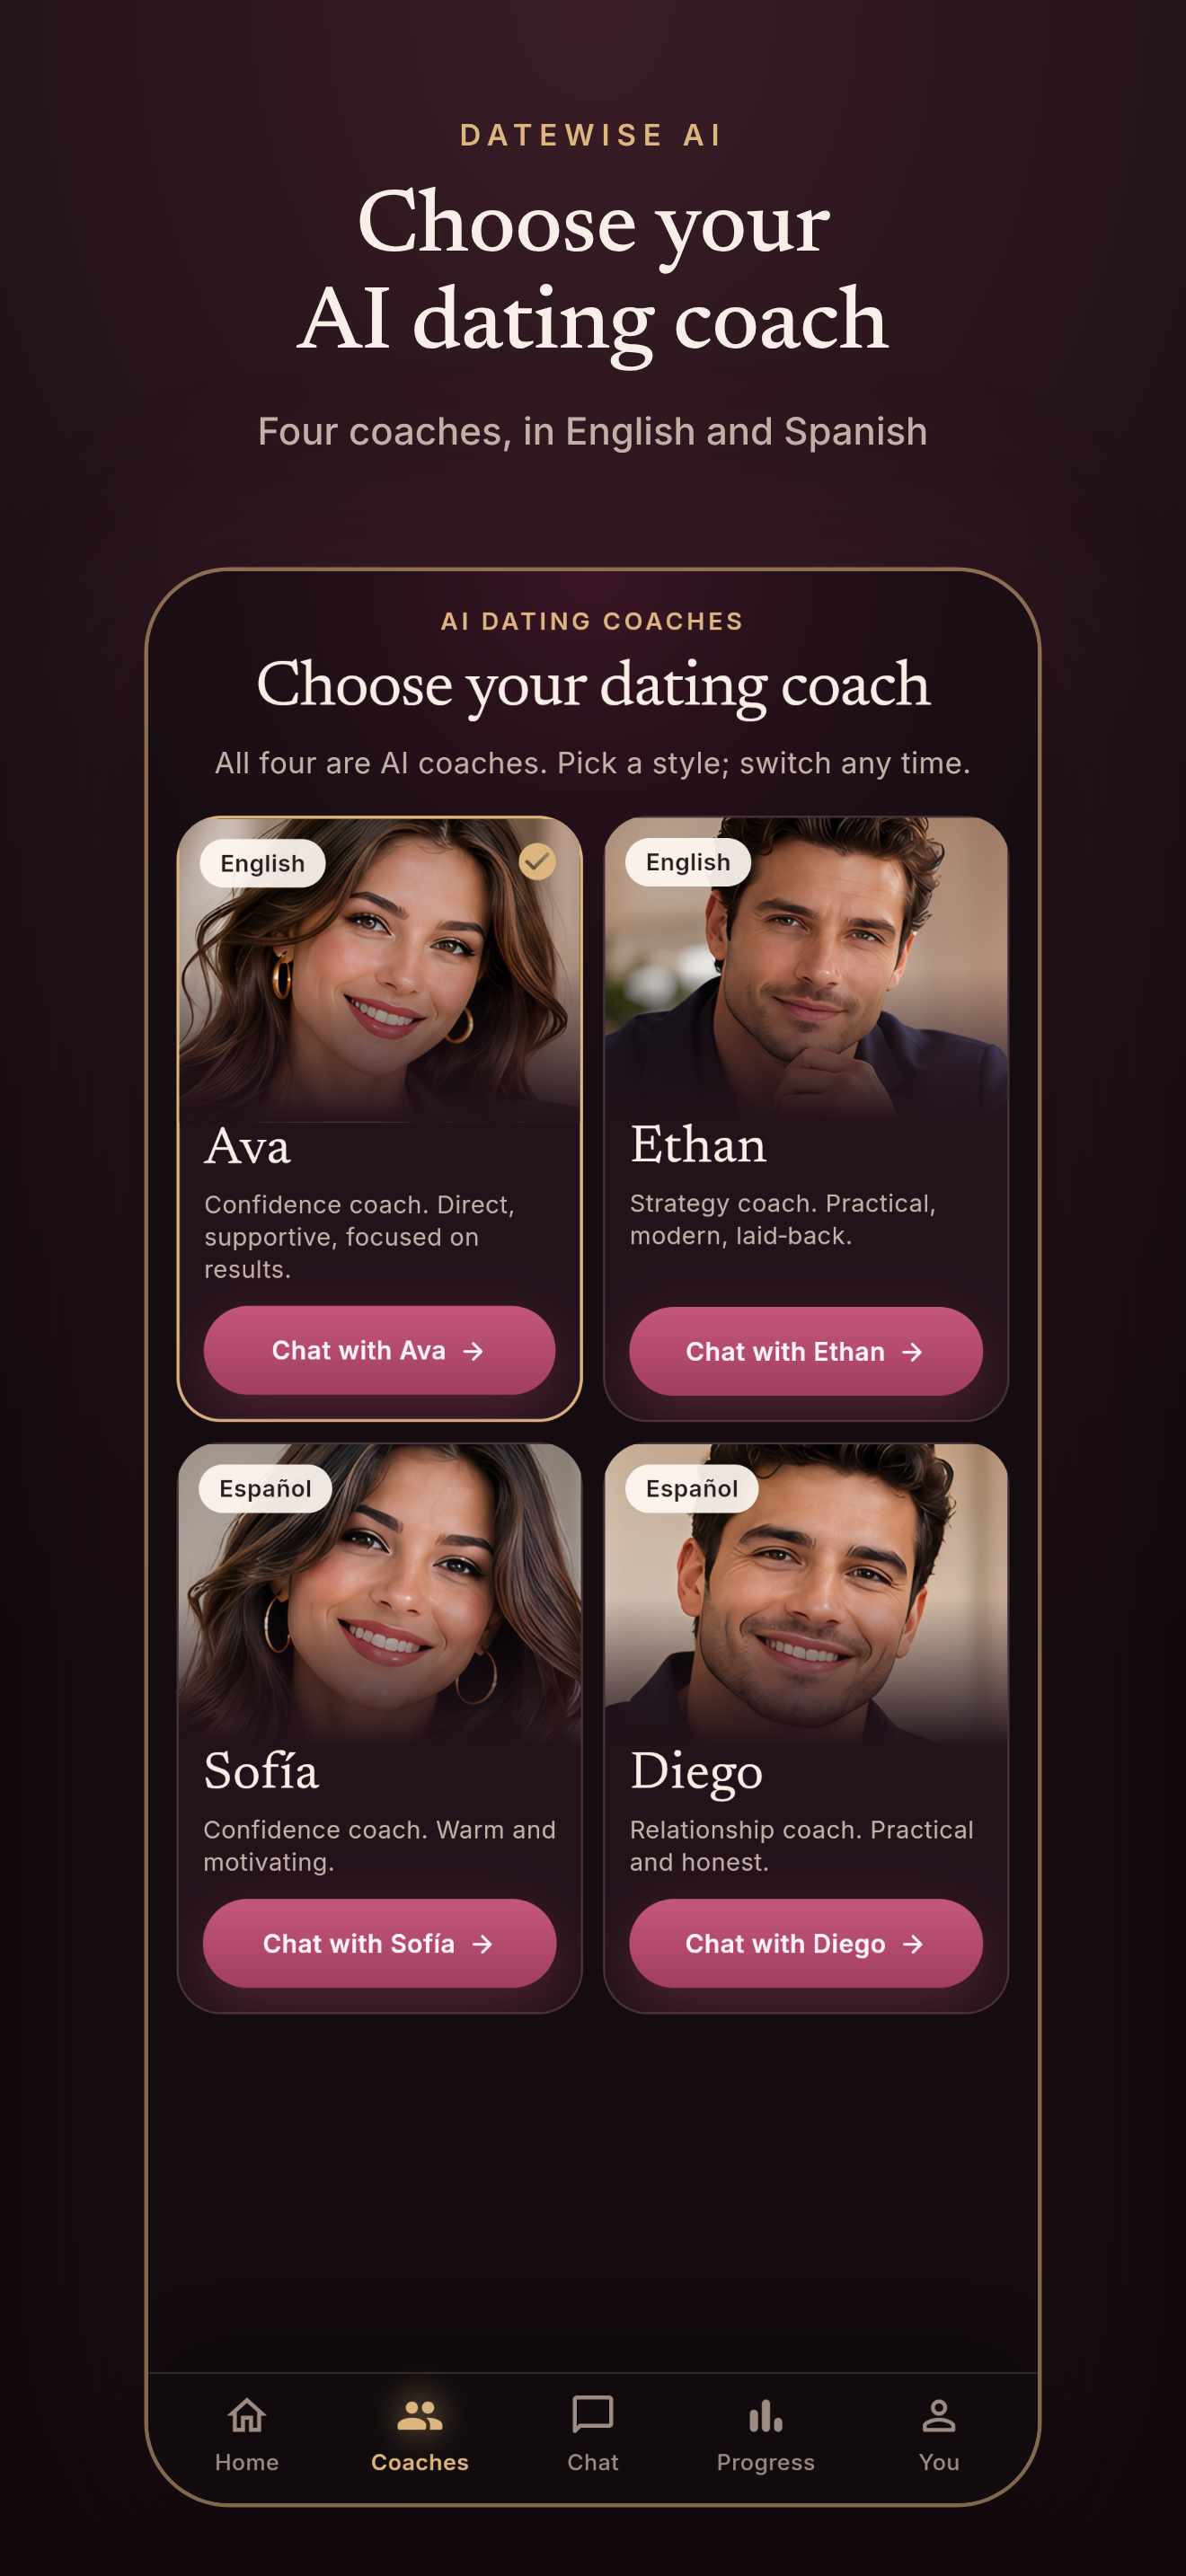 DATEWISE AI
Choose your
AI dating coach
Four coaches, in English and Spanish
AI DATING COACHES
Choose your dating coach
All four are AI coaches. Pick a style; switch any time.
English
Ava
Confidence coach. Direct,
supportive, focused on
results.
Chat with Ava →
English
Ethan
Strategy coach. Practical,
modern, laid-back.
Chat with Ethan →
Español
Sofía
Confidence coach. Warm and
motivating.
Chat with Sofía →
Español
Diego
Relationship coach. Practical
and honest.
Chat with Diego →
Home
Coaches
Chat
Progress
You